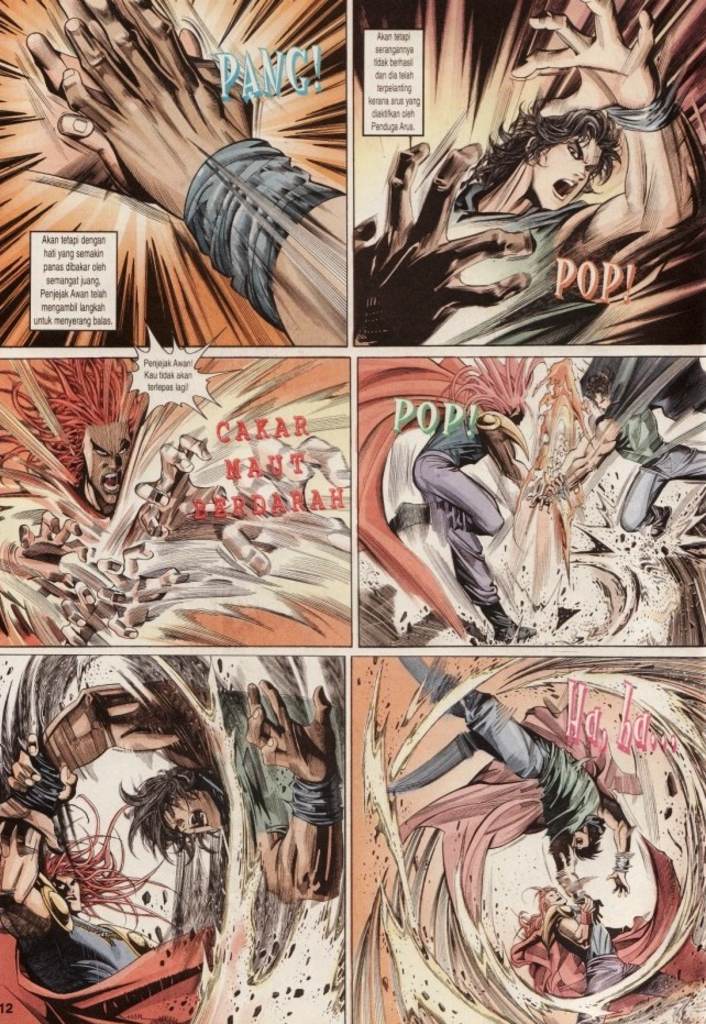 PANG!
Akan tetapi dengan
hati yang semakin
panas dibakar oleh
semangat juang,
Penjejak Awan telah
mengambil langkah
untuk menyerang balas.
Akan tetapi
serangannya
tidak berhasil
dan dia telah
terpelanting
kerana arus yang
diaktifkan oleh
Penduga Arus.
POP!
Penjejak Awan!
Kau tidak akan
terlepas lagi!
CAKAR
MAUT
BERDARAH
POP!
Ha, ha...
12